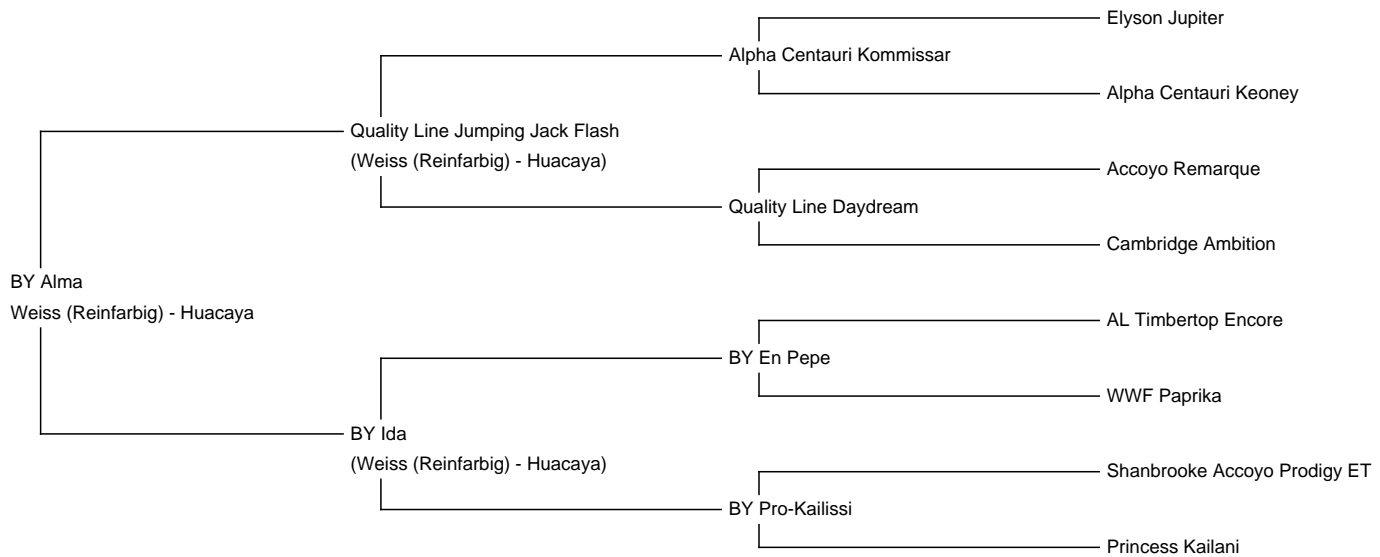 Elyson Jupiter
Alpha Centauri Kommissar
Alpha Centauri Keoney
Quality Line Jumping Jack Flash
(Weiss (Reinfarbig) - Huacaya)
Accoyo Remarque
Quality Line Daydream
Cambridge Ambition
BY Alma
Weiss (Reinfarbig) - Huacaya
AL Timbertop Encore
BY En Pepe
WWF Paprika
BY Ida
(Weiss (Reinfarbig) - Huacaya)
Shanbrooke Accoyo Prodigy ET
BY Pro-Kailissi
Princess Kailani